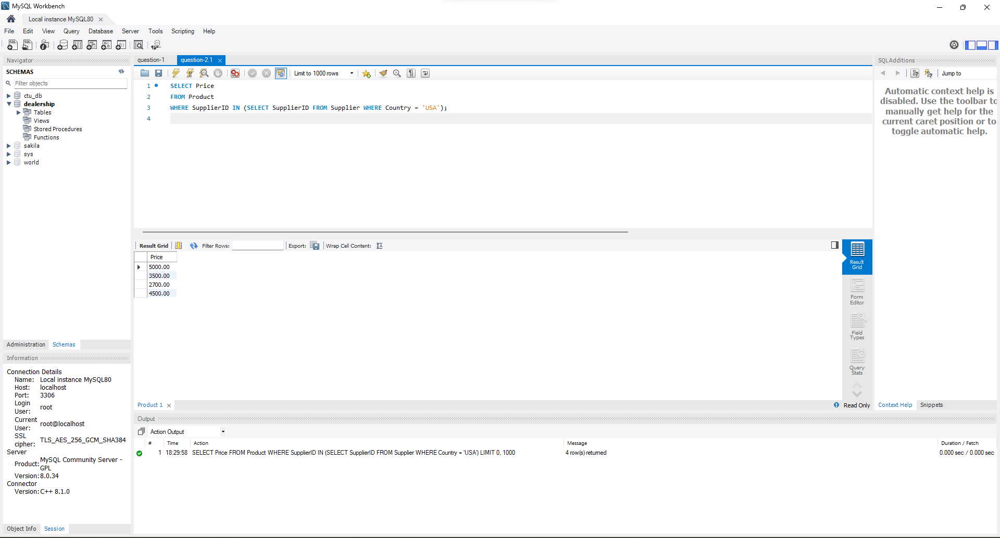 MySQL Workbench
Local instance MySQL80
File Edit View Query Database Server Tools Scripting Help
Navigator
SCHEMAS
Filter objects
ctu_db
dealership
Tables
Views
Stored Procedures
Functions
sakila
sys
world
Administration Schemas
Information
Connection Details
Name: Local instance MySQL80
Host: localhost
Port: 3306
Login User: root
Current User: root@localhost
SSL cipher: TLS_AES_256_GCM_SHA384
Server
Product: MySQL Community Server - GPL
Version: 8.0.34
Connector
Version: C++ 8.1.0
Object Info Session
question-1 question-2.1
Limit to 1000 rows
1 SELECT Price
2 FROM Product
3 WHERE SupplierID IN (SELECT SupplierID FROM Supplier WHERE Country = 'USA');
4
Result Grid Filter Rows: Export: Wrap Cell Content: IA
Price
5000.00
3500.00
2700.00
4500.00
Result Grid
Form Editor
Field Types
Query Stats
Product 1 Read Only
Output
Action Output
# Time Action Message Duration / Fetch
1 18:29:58 SELECT Price FROM Product WHERE SupplierID IN (SELECT SupplierID FROM Supplier WHERE Country = 'USA') LIMIT 0, 1000 4 row(s) returned 0.000 sec / 0.000 sec
SQLAdditions
Jump to
Automatic context help is
disabled. Use the toolbar to
manually get help for the
current caret position or to
toggle automatic help.
Context Help Snippets